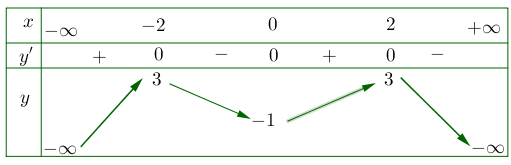 x −∞ −2 0 2 +∞
y′ + 0 − 0 + 0 −
3 3
y −1
−∞ −∞